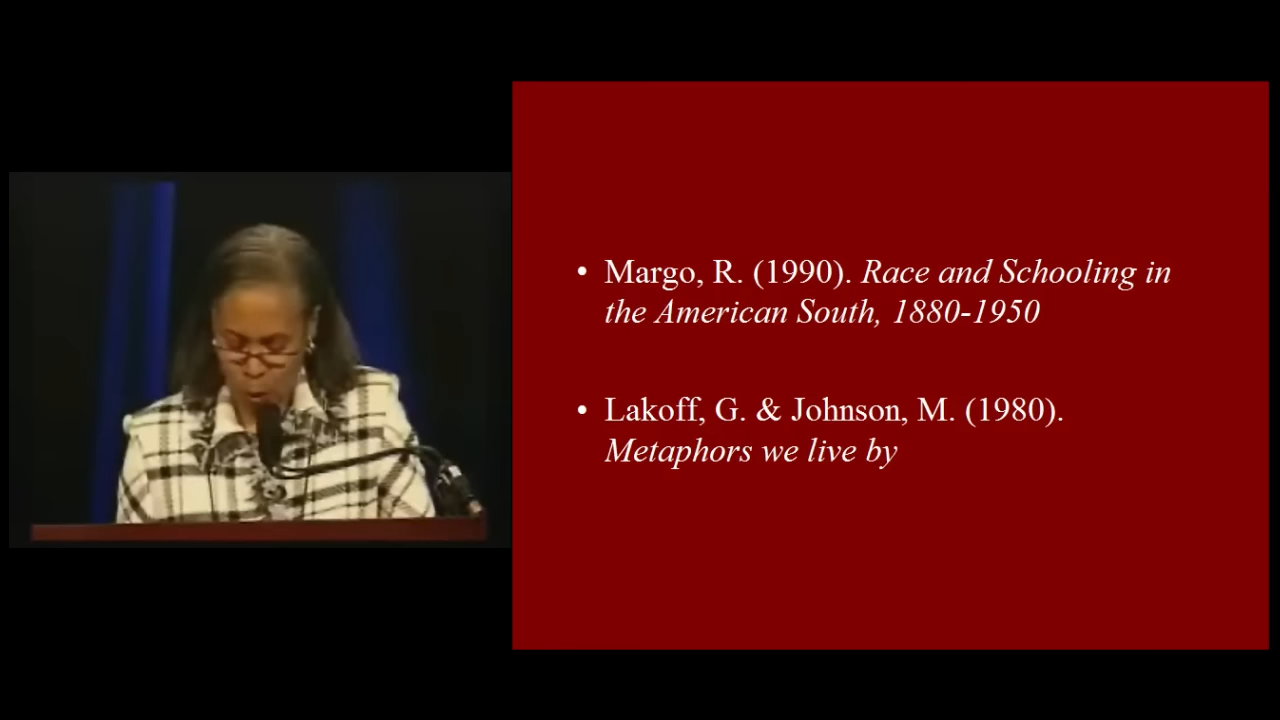 • Margo, R. (1990). Race and Schooling in
the American South, 1880-1950
• Lakoff, G. & Johnson, M. (1980).
Metaphors we live by